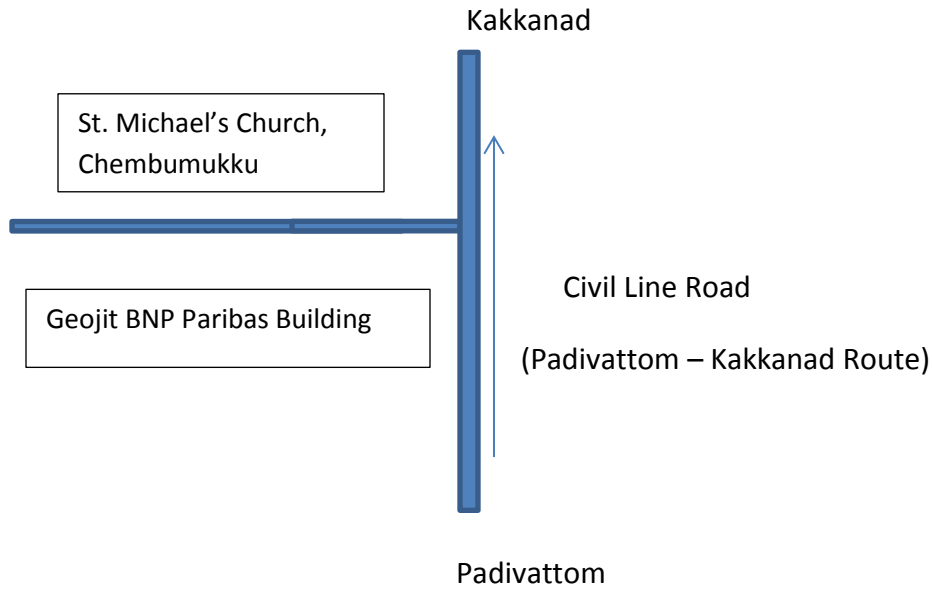 Kakkanad
St. Michael’s Church,
Chembumukku
Civil Line Road
Geojit BNP Paribas Building
(Padivattom – Kakkanad Route)
Padivattom